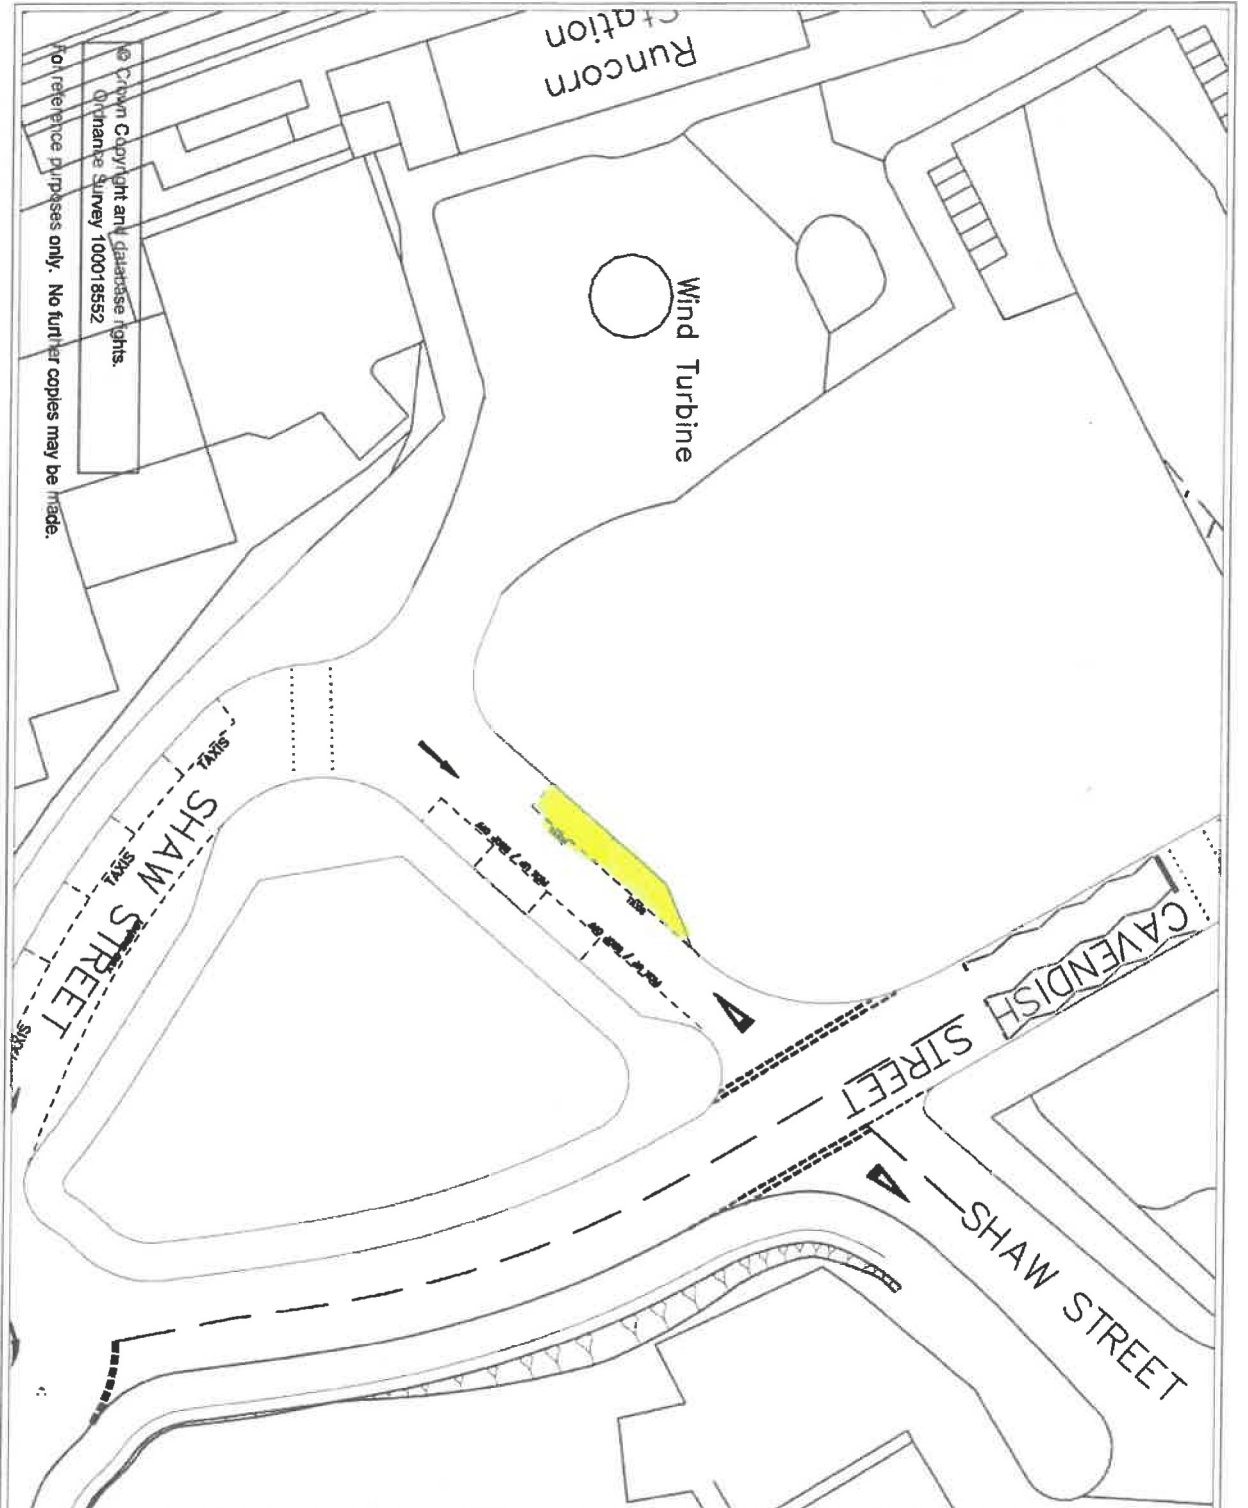 Runcorn
Station
© Crown Copyright and database rights.
Ordnance Survey 100018552
For reference purposes only. No further copies may be made.
Wind Turbine
TAXIS
TAXIS
TAXIS
SHAW STREET
CAVENDISH
STREET
SHAW STREET